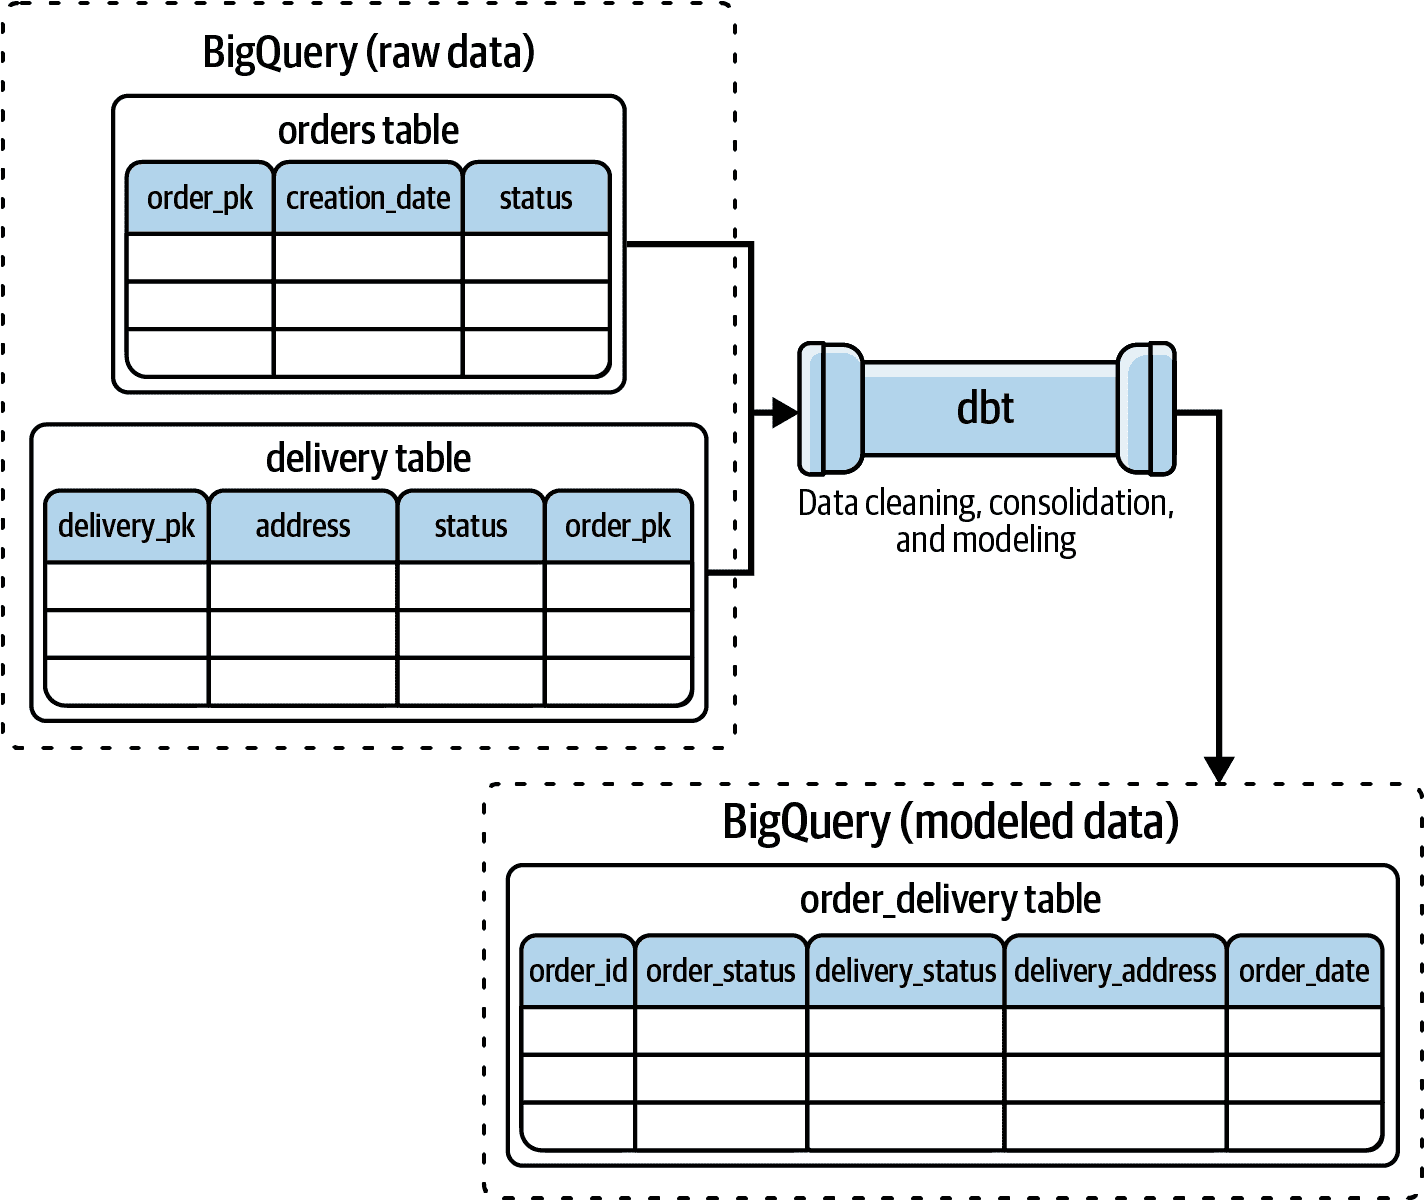 BigQuery (raw data)
orders table
order_pk creation_date status
delivery table
delivery_pk address status order_pk
dbt
Data cleaning, consolidation,
and modeling
BigQuery (modeled data)
order_delivery table
order_id order_status delivery_status delivery_address order_date